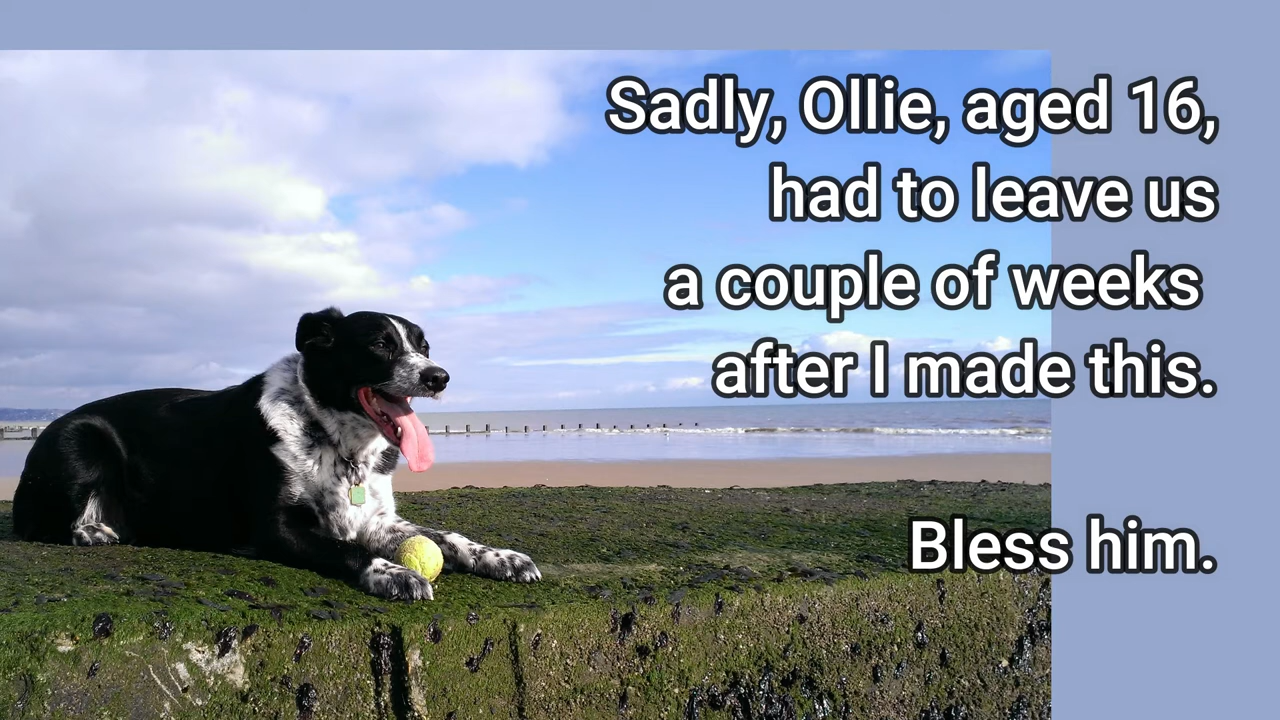 Sadly, Ollie, aged 16,
had to leave us
a couple of weeks
after I made this.
Bless him.